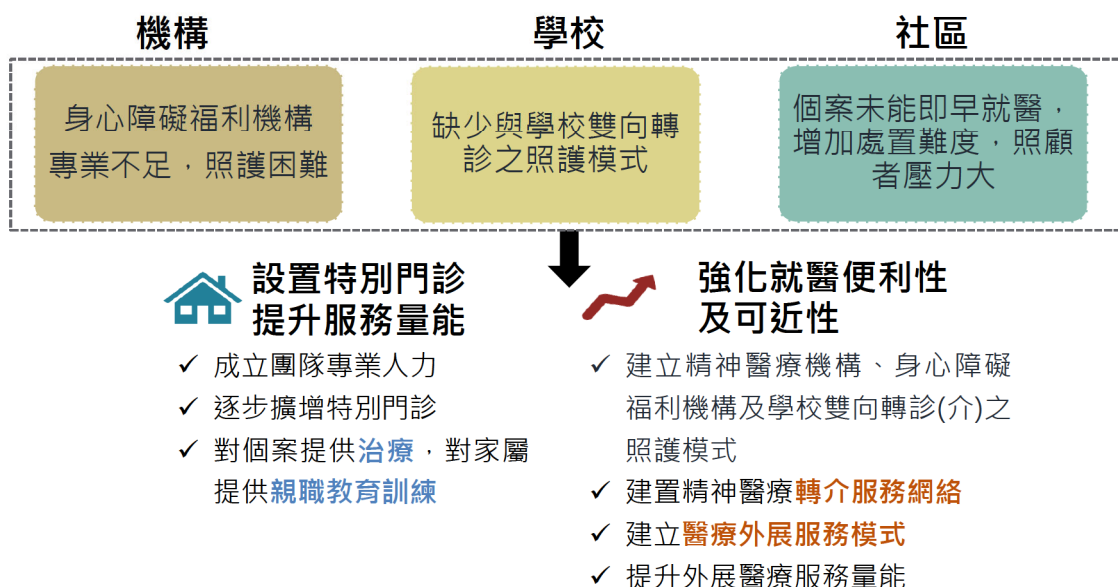 機構
學校
社區
身心障礙福利機構
專業不足，照護困難
缺少與學校雙向轉
診之照護模式
個案未能即早就醫，
增加處置難度，照顧
者壓力大
設置特別門診
提升服務量能
✓ 成立團隊專業人力
✓ 逐步擴增特別門診
✓ 對個案提供治療，對家屬
提供親職教育訓練
強化就醫便利性
及可近性
✓ 建立精神醫療機構、身心障礙
福利機構及學校雙向轉診(介)之
照護模式
✓ 建置精神醫療轉介服務網絡
✓ 建立醫療外展服務模式
✓ 提升外展醫療服務量能